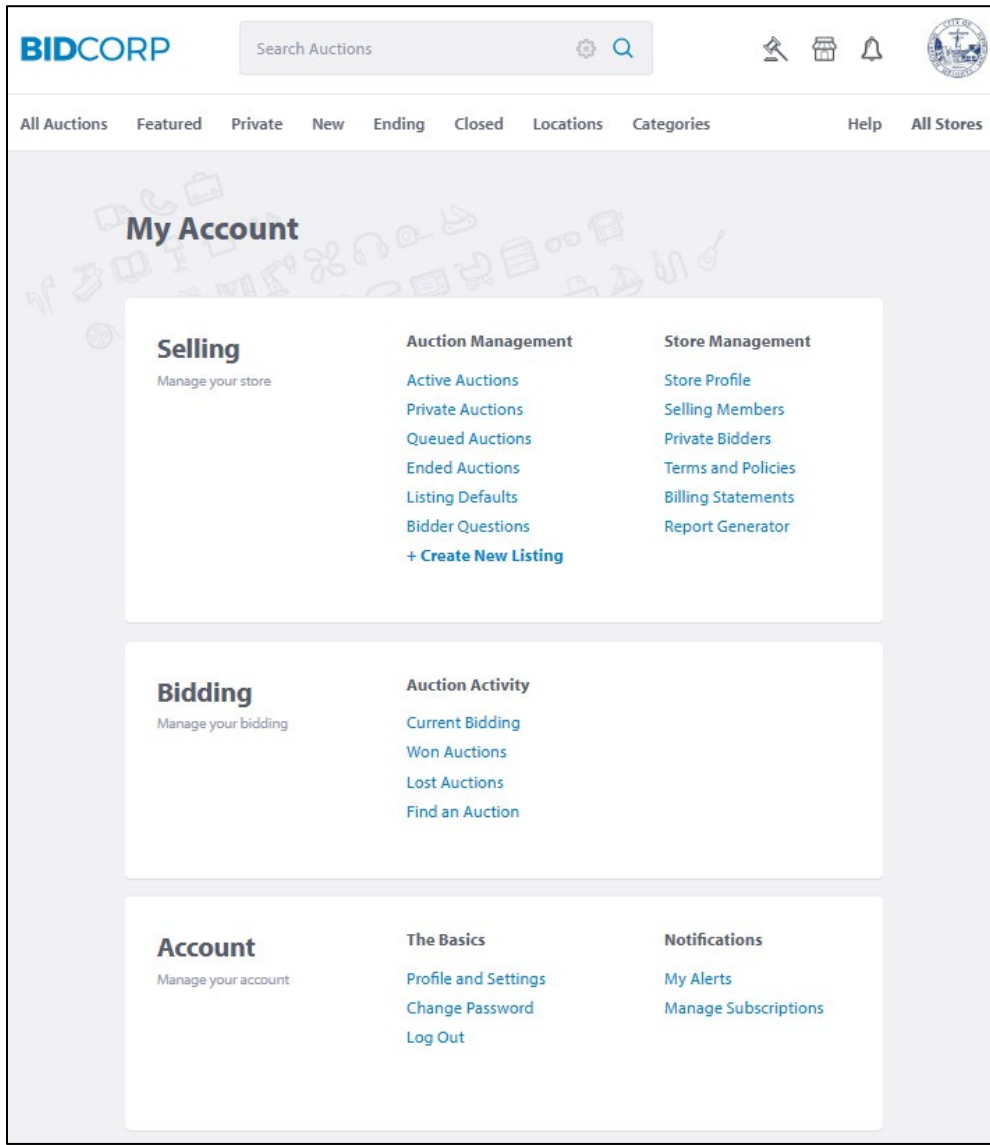 BIDCORP
Search Auctions
All Auctions Featured Private New Ending Closed Locations Categories Help All Stores
My Account
Selling
Manage your store
Auction Management
Active Auctions
Private Auctions
Queued Auctions
Ended Auctions
Listing Defaults
Bidder Questions
+ Create New Listing
Store Management
Store Profile
Selling Members
Private Bidders
Terms and Policies
Billing Statements
Report Generator
Bidding
Manage your bidding
Auction Activity
Current Bidding
Won Auctions
Lost Auctions
Find an Auction
Account
Manage your account
The Basics
Profile and Settings
Change Password
Log Out
Notifications
My Alerts
Manage Subscriptions